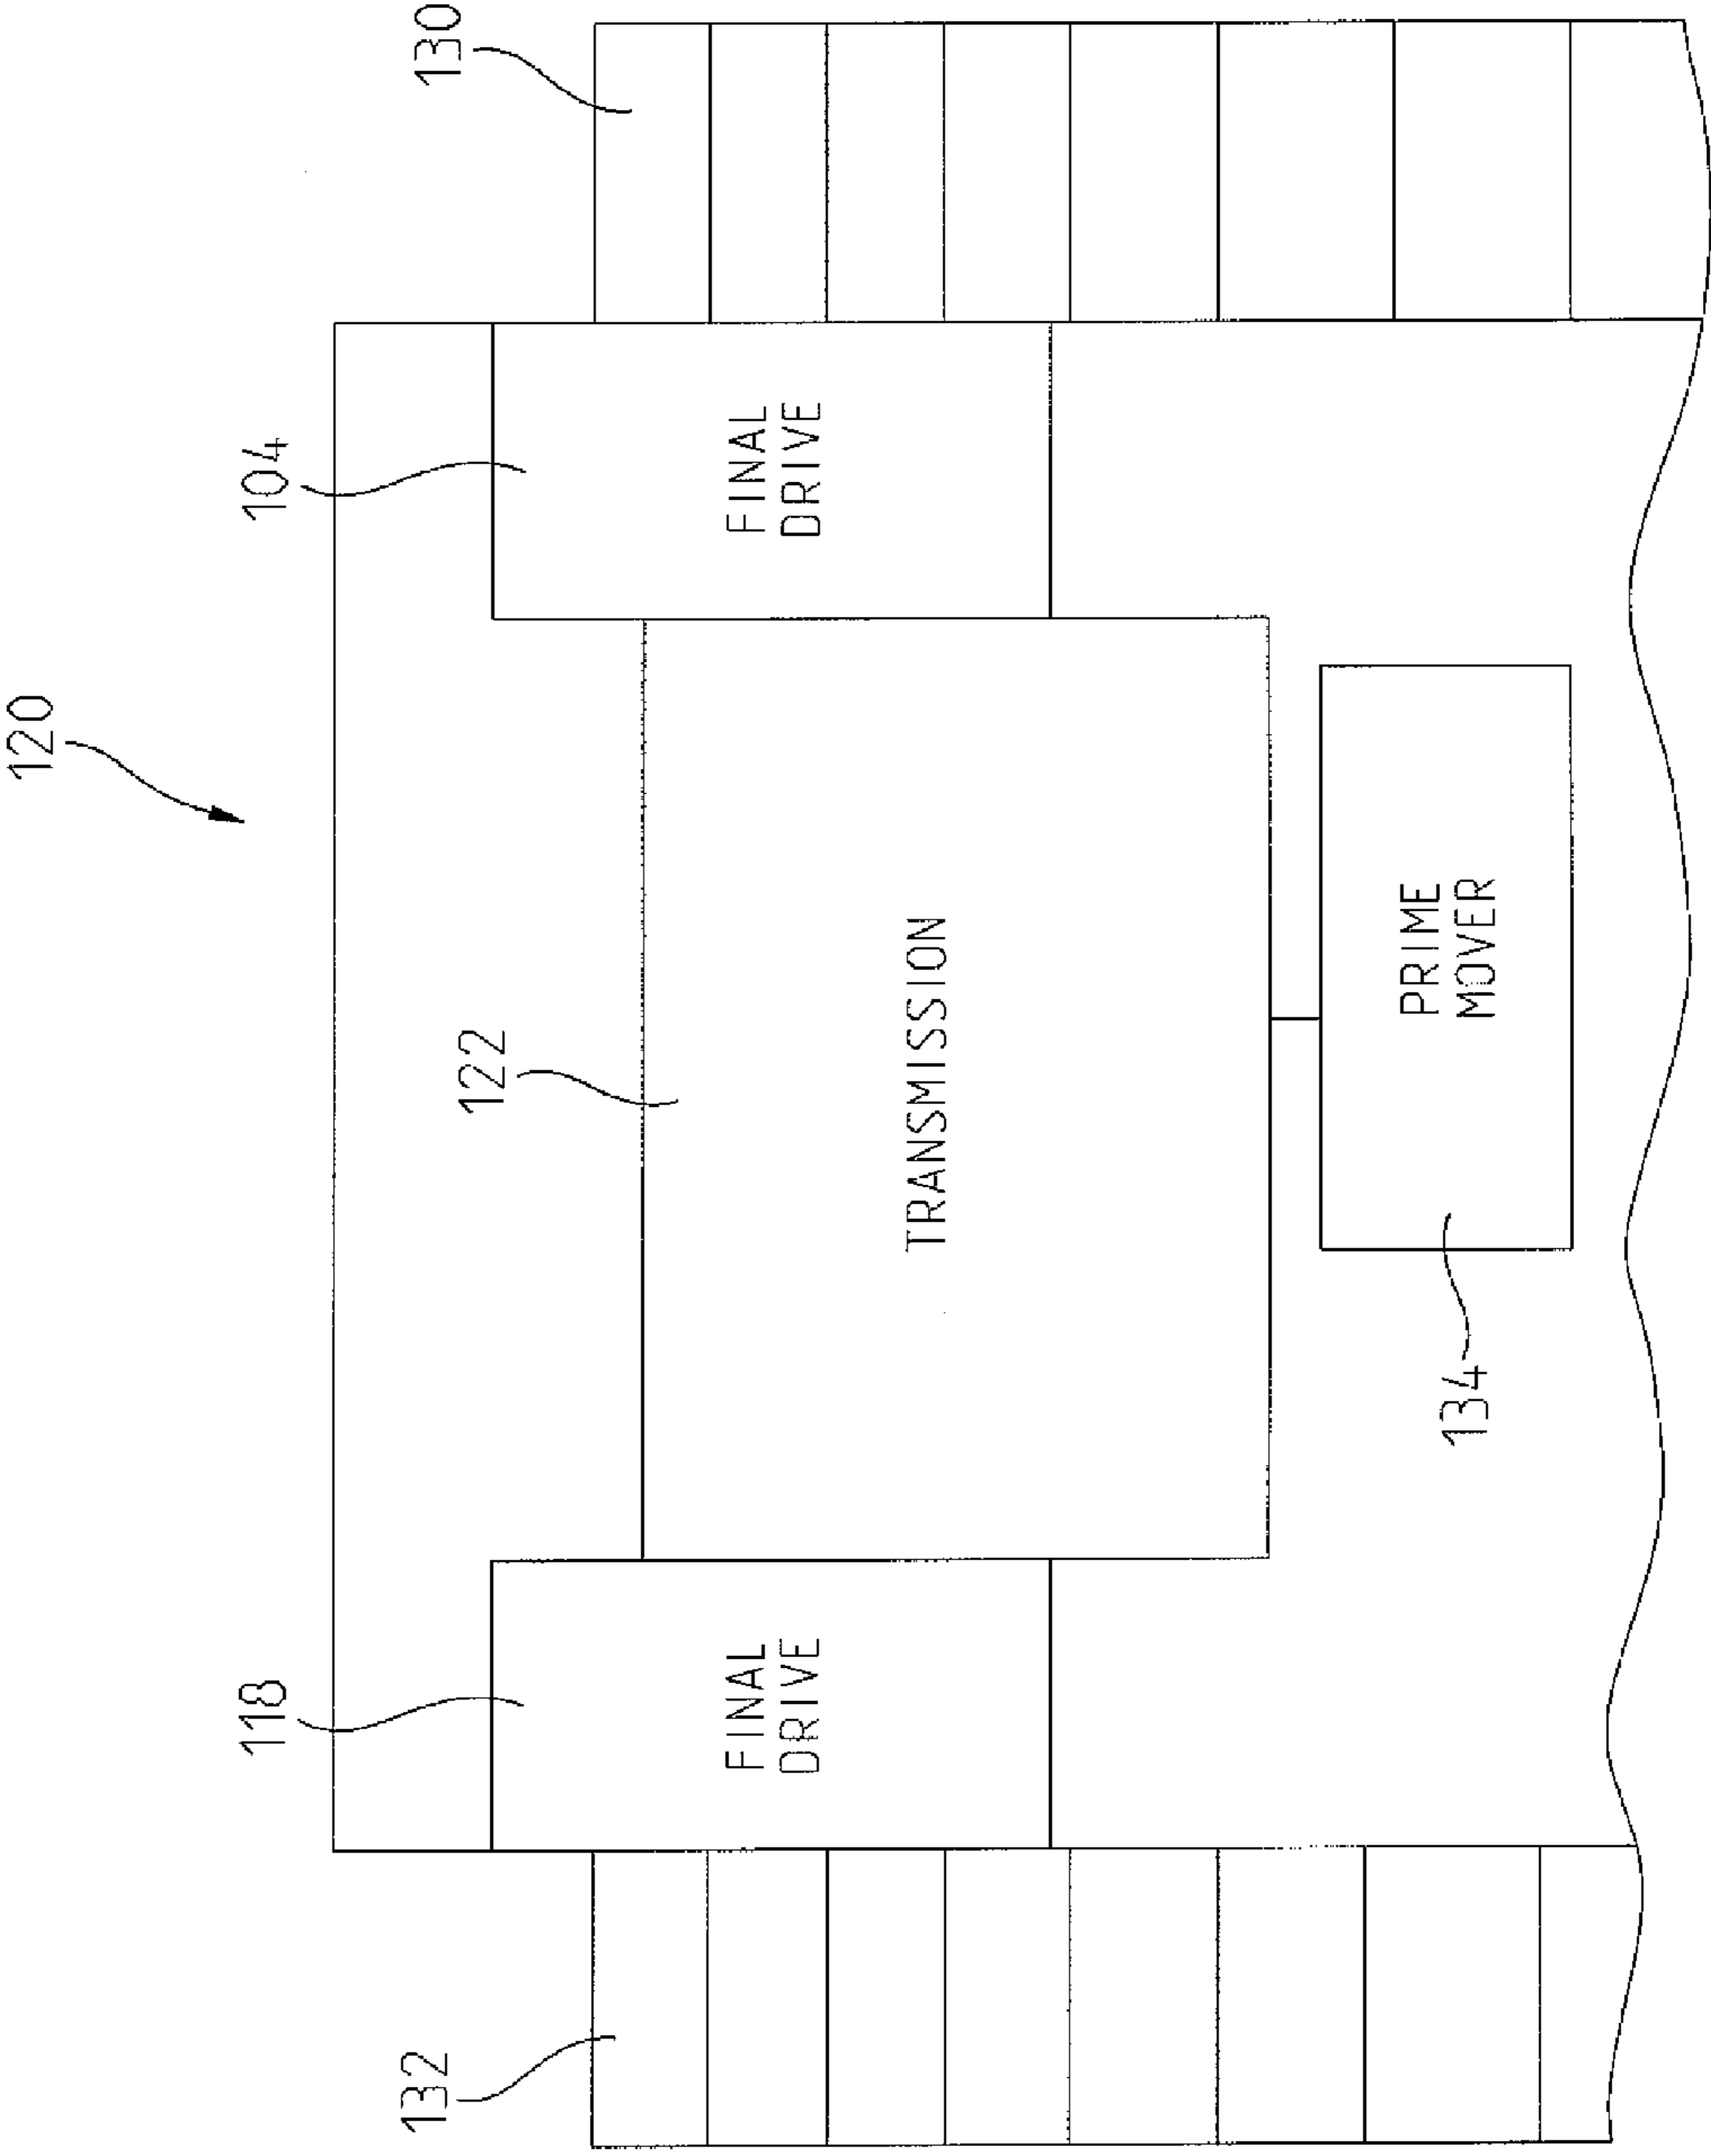 120
118
104
132
122
130
FINAL
DRIVE
TRANSMISSION
FINAL
DRIVE
134
PRIME
MOVER